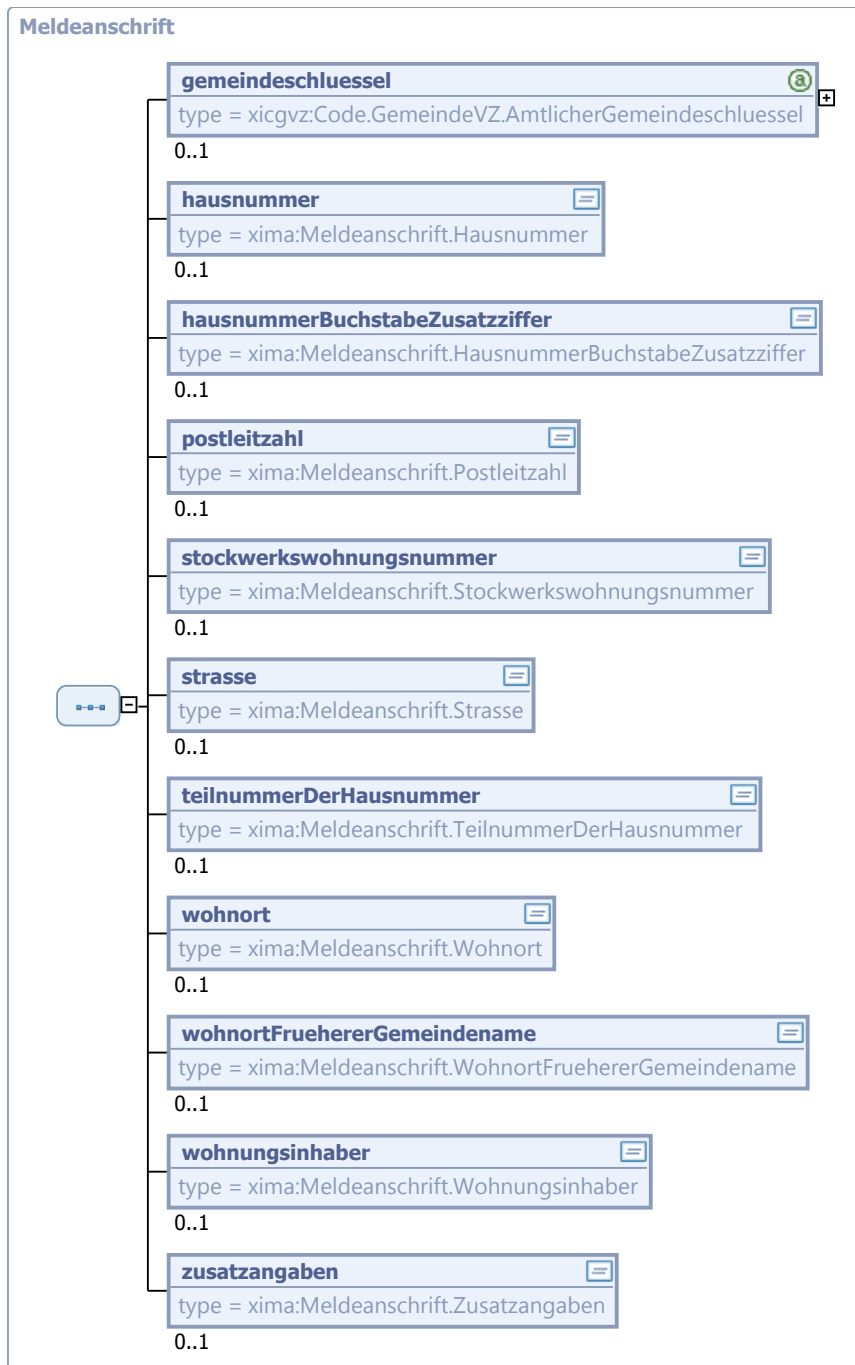 Meldeanschrift
gemeindeschluessel
type = xicgvz:Code.GemeindeVZ.AmtlicherGemeindeschluessel
0..1
hausnummer
type = xima:Meldeanschrift.Hausnummer
0..1
hausnummerBuchstabeZusatzziffer
type = xima:Meldeanschrift.HausnummerBuchstabeZusatzziffer
0..1
postleitzahl
type = xima:Meldeanschrift.Postleitzahl
0..1
stockwerkswohnungsnummer
type = xima:Meldeanschrift.Stockwerkswohnungsnummer
0..1
strasse
type = xima:Meldeanschrift.Strasse
0..1
teilnummerDerHausnummer
type = xima:Meldeanschrift.TeilnummerDerHausnummer
0..1
wohnort
type = xima:Meldeanschrift.Wohnort
0..1
wohnortFruehererGemeindename
type = xima:Meldeanschrift.WohnortFruehererGemeindename
0..1
wohnungsinhaber
type = xima:Meldeanschrift.Wohnungsinhaber
0..1
zusatzangaben
type = xima:Meldeanschrift.Zusatzangaben
0..1